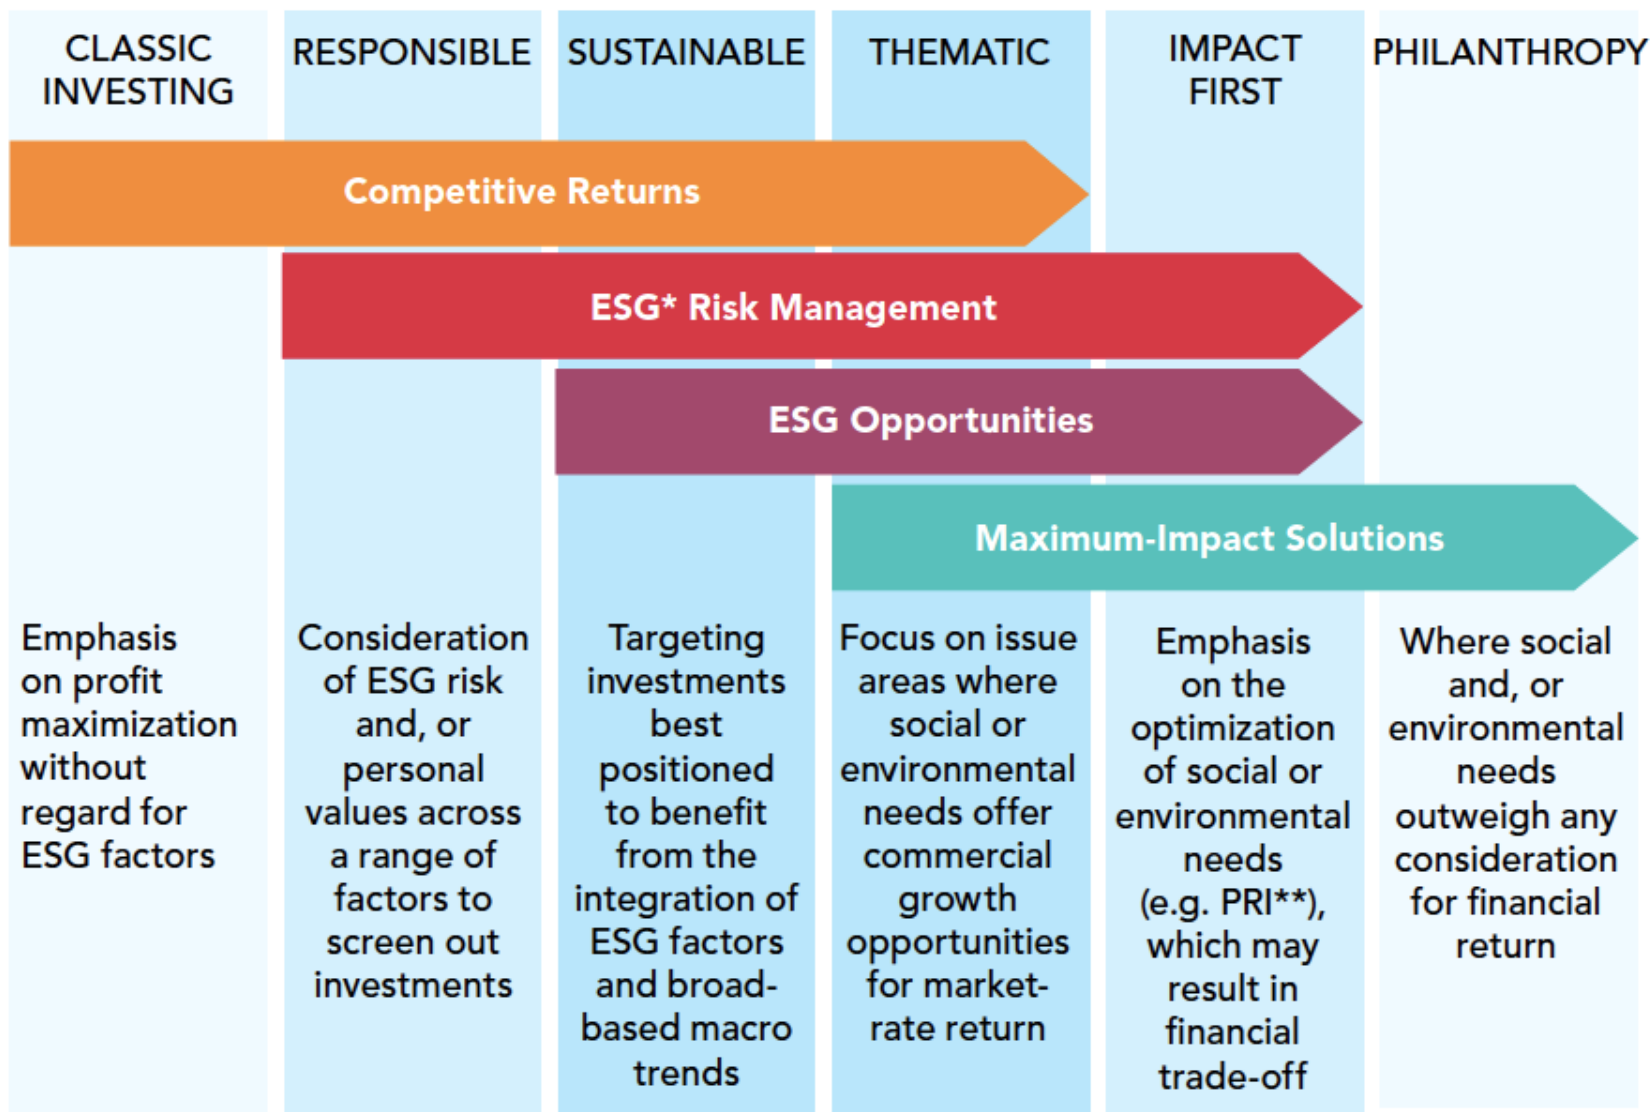 CLASSIC
INVESTING
RESPONSIBLE
SUSTAINABLE
THEMATIC
IMPACT
FIRST
PHILANTHROPY
Competitive Returns
ESG* Risk Management
ESG Opportunities
Maximum-Impact Solutions
Emphasis
on profit
maximization
without
regard for
ESG factors
Consideration
of ESG risk
and, or
personal
values across
a range of
factors to
screen out
investments
Targeting
investments
best
positioned
to benefit
from the
integration of
ESG factors
and broad-
based macro
trends
Focus on issue
areas where
social or
environmental
needs offer
commercial
growth
opportunities
for market-
rate return
Emphasis
on the
optimization
of social or
environmental
needs
(e.g. PRI**),
which may
result in
financial
trade-off
Where social
and, or
environmental
needs
outweigh any
consideration
for financial
return